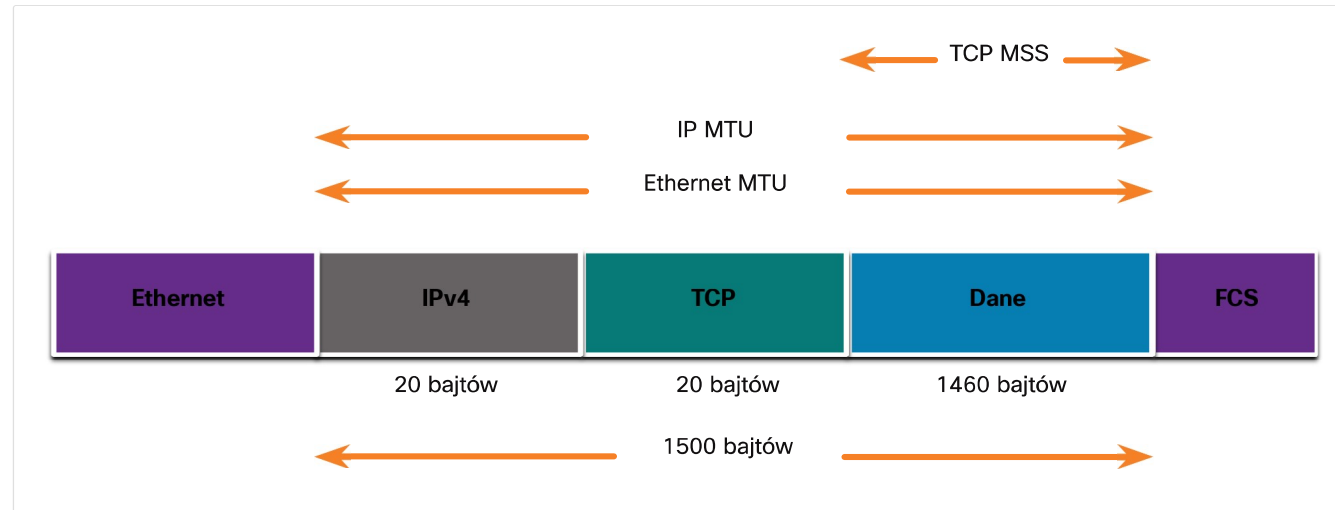 TCP MSS
IP MTU
Ethernet MTU
Ethernet IPv4 TCP Dane FCS
20 bajtów 20 bajtów 1460 bajtów
1500 bajtów